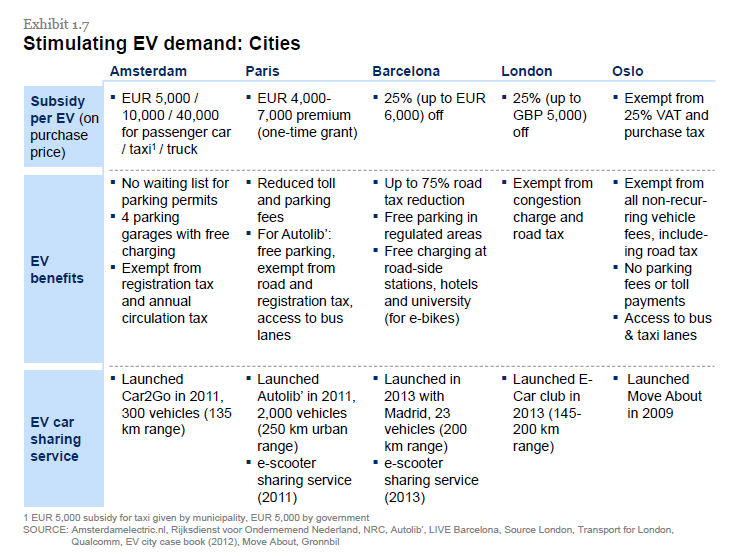 Exhibit 1.7
Stimulating EV demand: Cities
Amsterdam
Paris
Barcelona
London
Oslo
Subsidy
per EV (on
purchase
price)
▪ EUR 5,000 /
10,000 / 40,000
for passenger car
/ taxi¹ / truck
▪ EUR 4,000-
7,000 premium
(one-time grant)
▪ 25% (up to EUR
6,000) off
▪ 25% (up to
GBP 5,000)
off
▪ Exempt from
25% VAT and
purchase tax
EV
benefits
▪ No waiting list for
parking permits
▪ 4 parking
garages with free
charging
▪ Exempt from
registration tax
and annual
circulation tax
▪ Reduced toll
and parking
fees
▪ For Autolib’:
free parking,
exempt from
road and
registration tax,
access to bus
lanes
▪ Up to 75% road
tax reduction
▪ Free parking in
regulated areas
▪ Free charging at
road-side
stations, hotels
and university
(for e-bikes)
▪ Exempt from
congestion
charge and
road tax
▪ Exempt from
all non-recur-
ring vehicle
fees, includ-
eing road tax
▪ No parking
fees or toll
payments
▪ Access to bus
& taxi lanes
EV car
sharing
service
▪ Launched
Car2Go in 2011,
300 vehicles (135
km range)
▪ Launched
Autolib’ in 2011,
2,000 vehicles
(250 km urban
range)
▪ e-scooter
sharing service
(2011)
▪ Launched in
2013 with
Madrid, 23
vehicles (200
km range)
▪ e-scooter
sharing service
(2013)
▪ Launched E-
Car club in
2013 (145-
200 km
range)
▪ Launched
Move About
in 2009
1 EUR 5,000 subsidy for taxi given by municipality, EUR 5,000 by government
SOURCE: Amsterdamelectric.nl, Rijksdienst voor Ondernemend Nederland, NRC, Autolib’, LIVE Barcelona, Source London, Transport for London,
Qualcomm, EV city case book (2012), Move About, Gronnbil